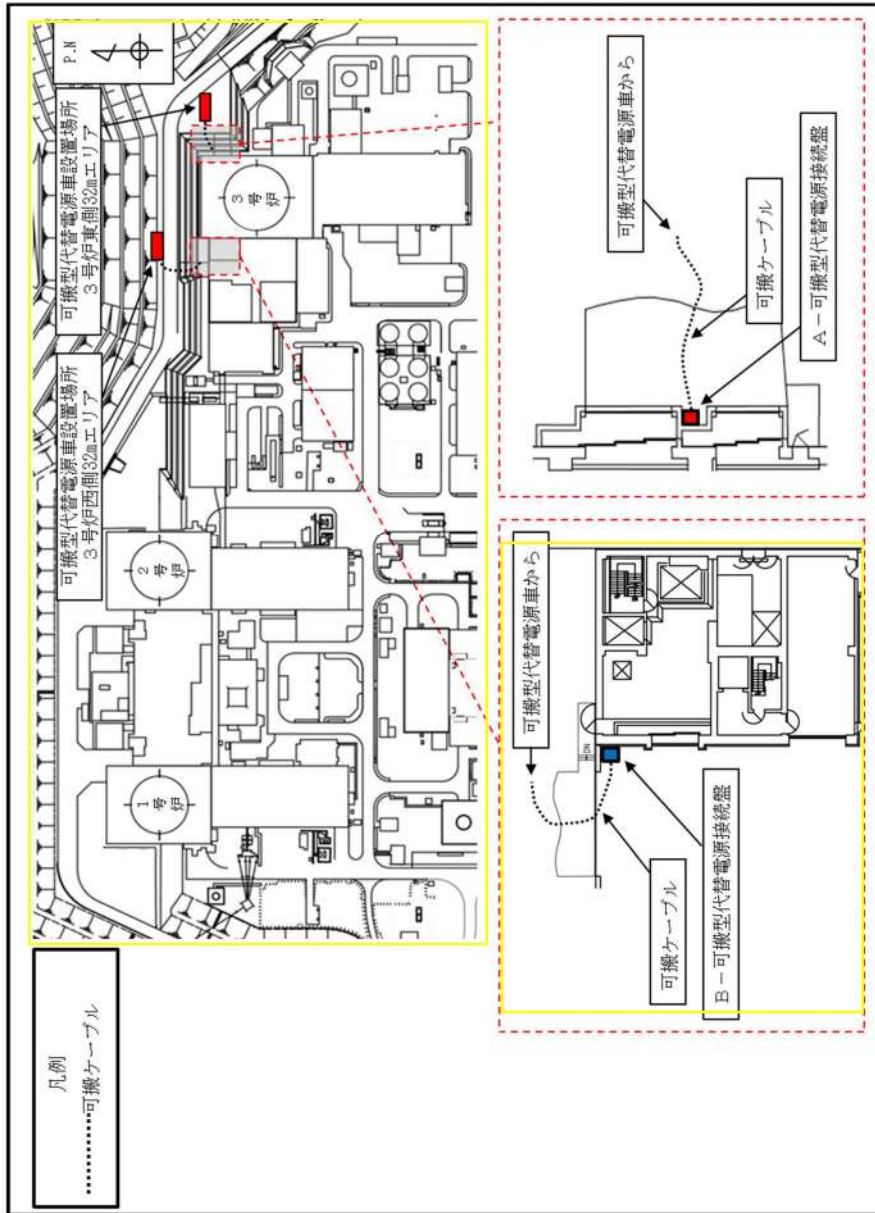 凡例
可搬ケーブル
可搬型代替電源車設置場所
3号炉西側32mエリア
可搬型代替電源車設置場所
3号炉東側32mエリア
P.N
1号炉
2号炉
3号炉
可搬型代替電源車から
可搬ケーブル
B-可搬型代替電源接続盤
DN
可搬型代替電源車から
可搬ケーブル
A-可搬型代替電源接続盤